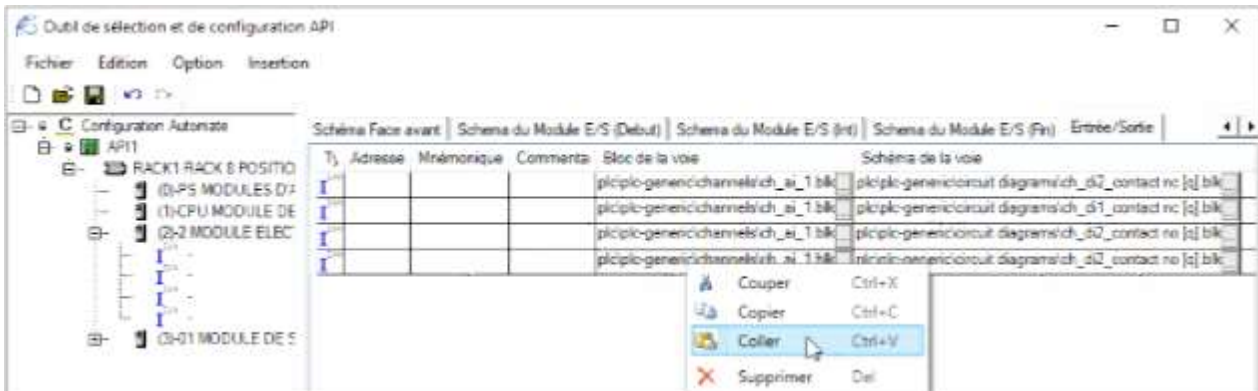 Outil de sélection et de configuration API
Fichier Edition Option Insertion
C Configuration Automate
API1
RACK1 RACK 8 POSITIO
(0)-PS MODULES D'A
(1)-CPU MODULE DE
(2)-2 MODULE ELEC
(3)-01 MODULE DE S
Schéma Face avant Schema du Module E/S (Debut) Schema du Module E/S (Int) Schema du Module E/S (Fin) Entrée/Sortie
Ty Adresse Mnémonique Commenta Bloc de la voie Schéma de la voie
plc\plc-generic\channels\ch_ai_1.blk plc\plc-generic\circuit diagrams\ch_di2_contact nc [q].blk
plc\plc-generic\channels\ch_ai_1.blk plc\plc-generic\circuit diagrams\ch_di1_contact nc [q].blk
plc\plc-generic\channels\ch_ai_1.blk plc\plc-generic\circuit diagrams\ch_di2_contact no [q].blk
plc\plc-generic\channels\ch_ai_1.blk plc\plc-generic\circuit diagrams\ch_di2_contact no [q].blk
Couper Ctrl+X
Copier Ctrl+C
Coller Ctrl+V
Supprimer Del